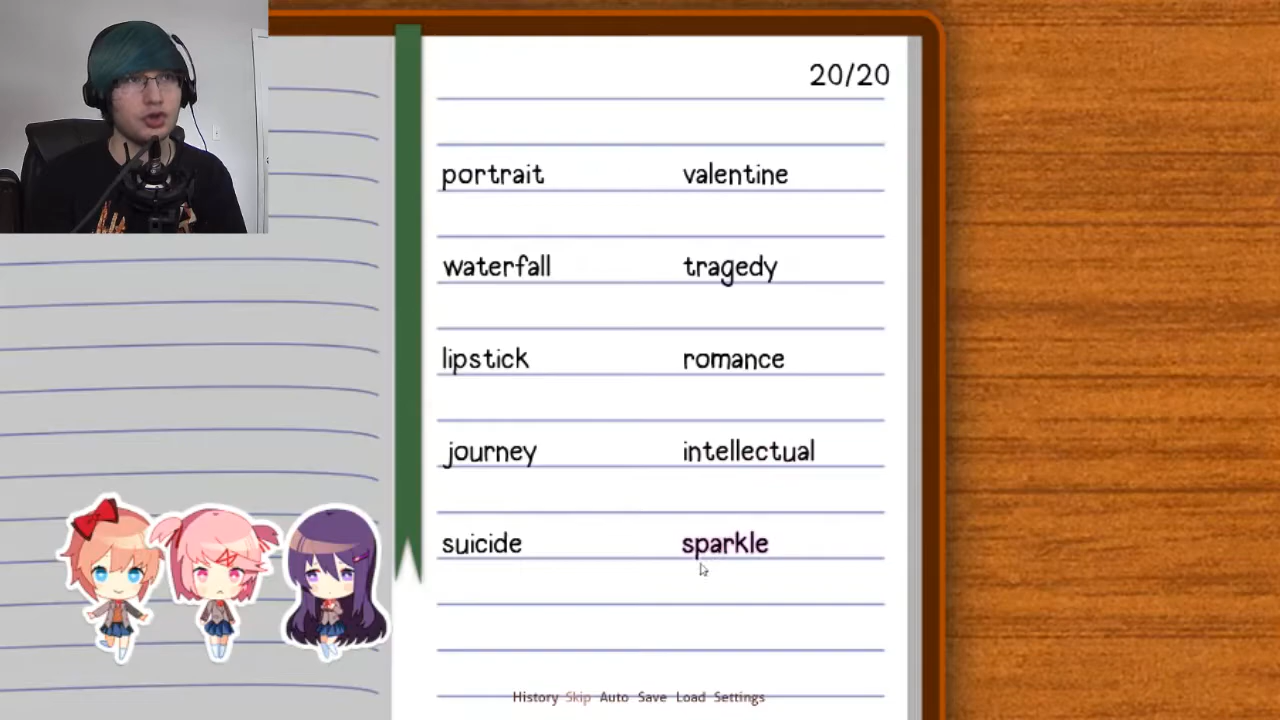 20/20
portrait valentine
waterfall tragedy
lipstick romance
journey intellectual
suicide sparkle
History Skip Auto Save Load Settings